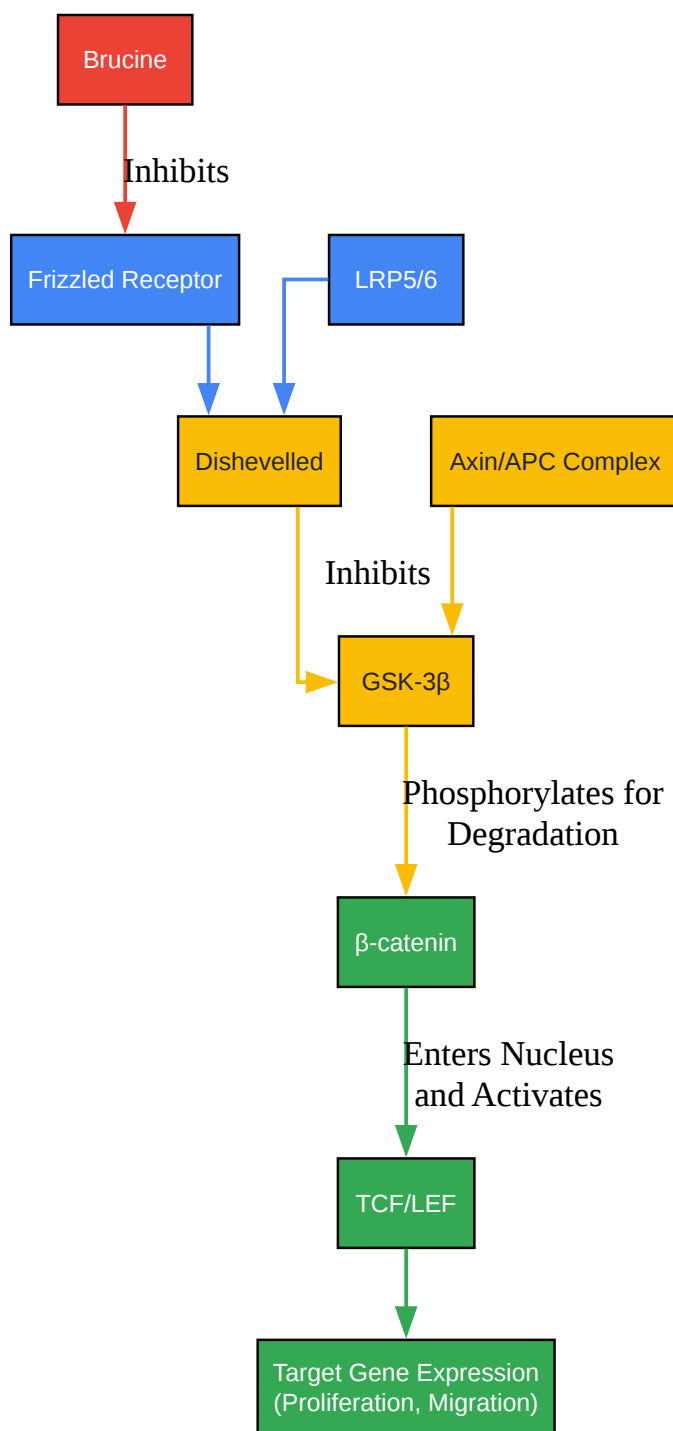 Brucine
Inhibits
Frizzled Receptor
LRP5/6
Dishevelled
Axin/APC Complex
Inhibits
GSK-3β
Phosphorylates for
Degradation
β-catenin
Enters Nucleus
and Activates
TCF/LEF
Target Gene Expression
(Proliferation, Migration)